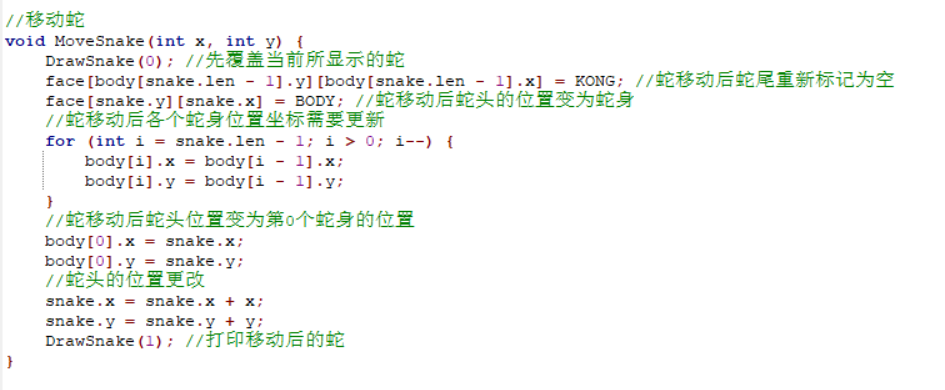 //移动蛇
void MoveSnake(int x, int y) {
    DrawSnake(0); //先覆盖当前所显示的蛇
    face[body[snake.len - 1].y][body[snake.len - 1].x] = KONG; //蛇移动后蛇尾重新标记为空
    face[snake.y][snake.x] = BODY; //蛇移动后蛇头的位置变为蛇身
    //蛇移动后各个蛇身位置坐标需要更新
    for (int i = snake.len - 1; i > 0; i--) {
        body[i].x = body[i - 1].x;
        body[i].y = body[i - 1].y;
    }
    //蛇移动后蛇头位置变为第0个蛇身的位置
    body[0].x = snake.x;
    body[0].y = snake.y;
    //蛇头的位置更改
    snake.x = snake.x + x;
    snake.y = snake.y + y;
    DrawSnake(1); //打印移动后的蛇
}